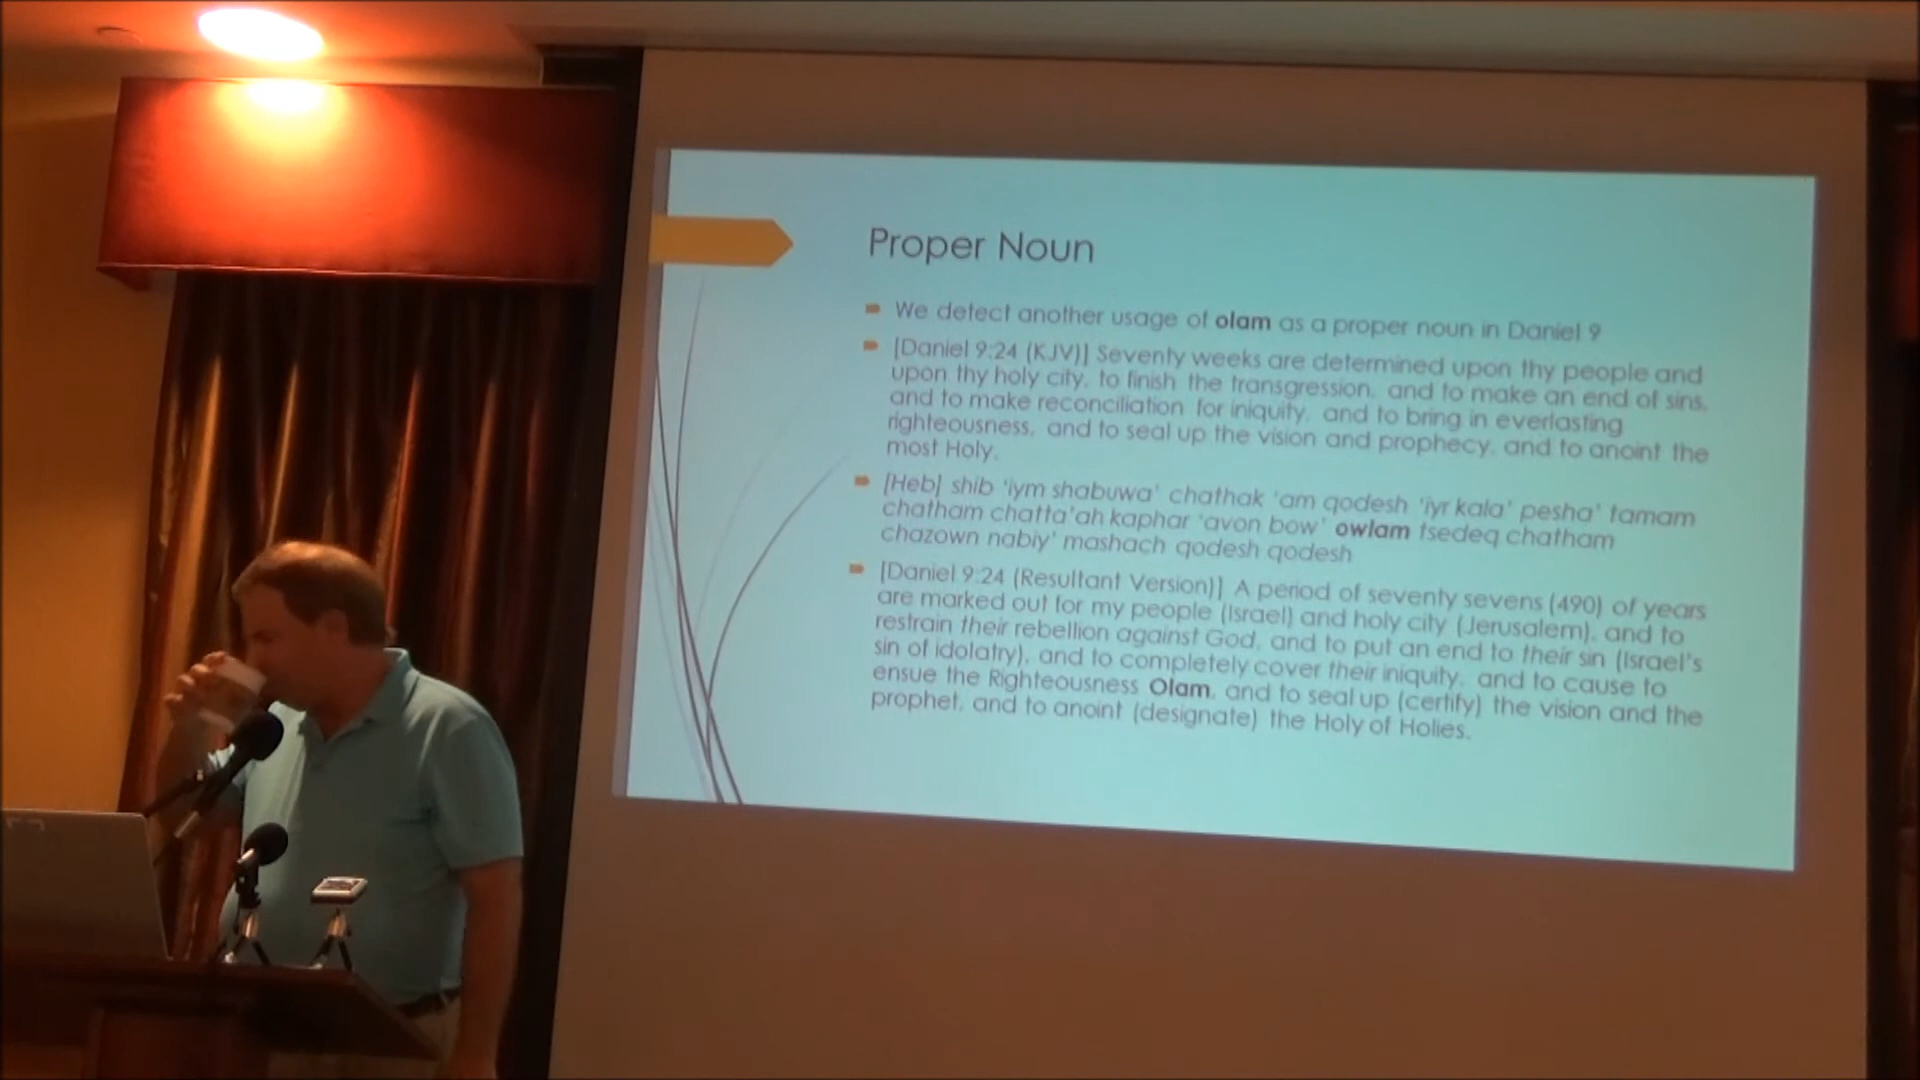 Proper Noun
We detect another usage of olam as a proper noun in Daniel 9
[Daniel 9:24 (KJV)] Seventy weeks are determined upon thy people and
upon thy holy city, to finish the transgression, and to make an end of sins,
and to make reconciliation for iniquity, and to bring in everlasting
righteousness, and to seal up the vision and prophecy, and to anoint the
most Holy.
[Heb] shib 'iym shabuwa' chathak 'am qodesh 'iyr kala' pesha' tamam
chatham chatta'ah kaphar 'avon bow' owlam tsedeq chatham
chazown nabiy' mashach qodesh qodesh
[Daniel 9:24 (Resultant Version)] A period of seventy sevens (490) of years
are marked out for my people (Israel) and holy city (Jerusalem), and to
restrain their rebellion against God, and to put an end to their sin (Israel's
sin of idolatry), and to completely cover their iniquity, and to cause to
ensue the Righteousness Olam, and to seal up (certify) the vision and the
prophet, and to anoint (designate) the Holy of Holies.